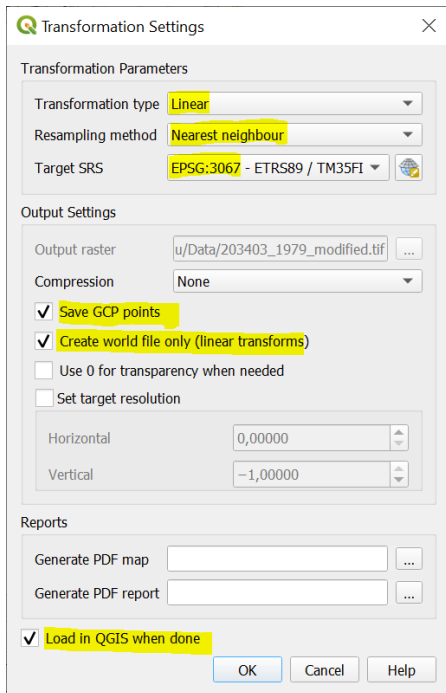 Transformation Settings
Transformation Parameters
Transformation type Linear
Resampling method Nearest neighbour
Target SRS EPSG:3067 - ETRS89 / TM35FI
Output Settings
Output raster u/Data/203403_1979_modified.tif ...
Compression None
Save GCP points
Create world file only (linear transforms)
Use 0 for transparency when needed
Set target resolution
Horizontal 0,00000
Vertical −1,00000
Reports
Generate PDF map ...
Generate PDF report ...
Load in QGIS when done
OK Cancel Help